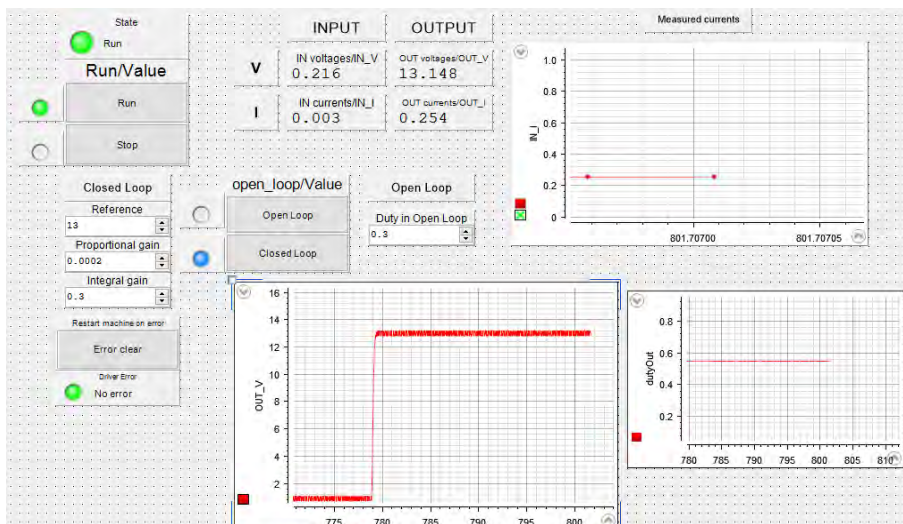 State
Run
Run/Value
Run
Stop
INPUT
OUTPUT
V
IN voltages/IN_V
0.216
OUT voltages/OUT_V
13.148
I
IN currents/IN_I
0.003
OUT currents/OUT_I
0.254
Measured currents
IN_I
1.0
0.8
0.6
0.4
0.2
0
801.70700
801.70705
Closed Loop
Reference
13
Proportional gain
0.0002
Integral gain
0.3
open_loop/Value
Open Loop
Closed Loop
Open Loop
Duty in Open Loop
0.3
Restart machine on error
Error clear
Driver Error
No error
OUT_V
16
14
12
10
8
6
4
2
775
780
785
790
795
800
dutyOut
0.8
0.6
0.4
0.2
780
785
790
795
800
805
810